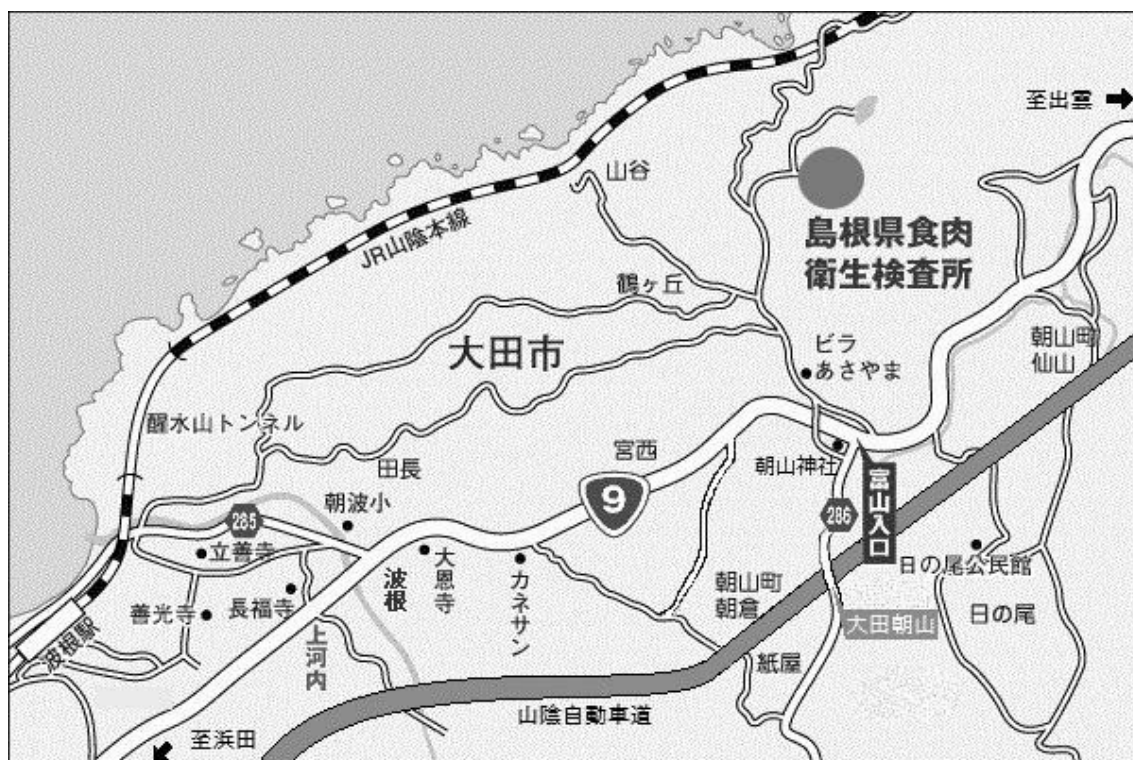 至出雲
山谷
島根県食肉
衛生検査所
JR山陰本線
鶴ヶ丘
大田市
ビラ
あさやま
朝山町
仙山
醒水山トンネル
田長
宮西
朝山神社
富山入口
9
朝波小
285
286
立善寺
大恩寺
波根
カネサン
朝山町
朝倉
日の尾公民館
善光寺
長福寺
上河内
大田朝山
日の尾
波根駅
紙屋
山陰自動車道
至浜田